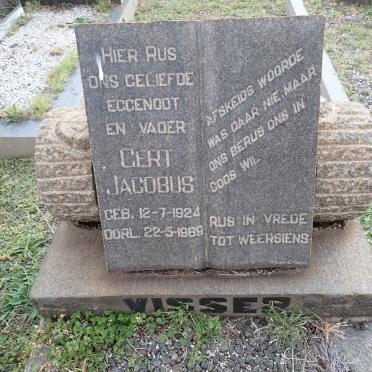 HIER RUS
ONS GELIEFDE
EGGENOOT
EN VADER
GERT
JACOBUS
GEB. 12-7-1924
OORL. 22-5-1989
AFSKEIDS WOORDE
WAS DAAR NIE MAAR
ONS BERUS ONS IN
GODS WIL.
RUS IN VREDE
TOT WEERSIENS
VISSER